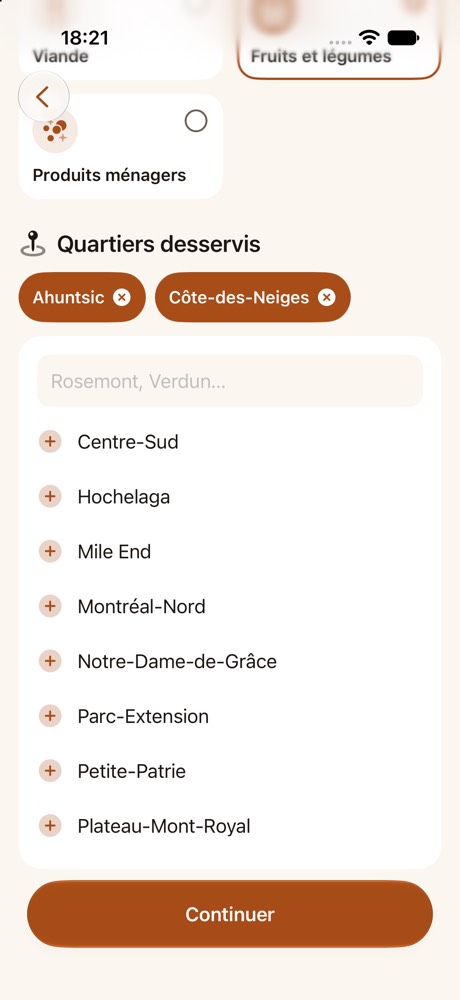 18:21
Viande
Fruits et légumes
Produits ménagers
Quartiers desservis
Ahuntsic
Côte-des-Neiges
Rosemont, Verdun...
Centre-Sud
Hochelaga
Mile End
Montréal-Nord
Notre-Dame-de-Grâce
Parc-Extension
Petite-Patrie
Plateau-Mont-Royal
Continuer